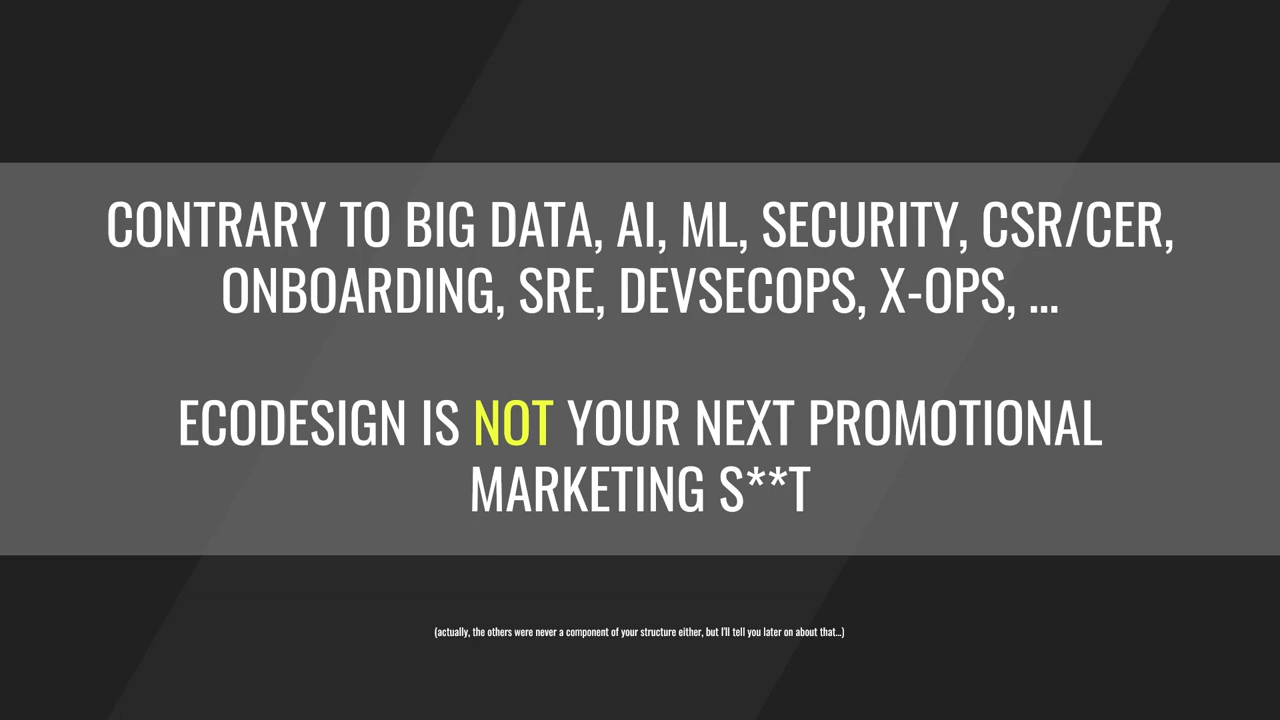 CONTRARY TO BIG DATA, AI, ML, SECURITY, CSR/CER,
ONBOARDING, SRE, DEVSECOPS, X-OPS, ...
ECODESIGN IS NOT YOUR NEXT PROMOTIONAL
MARKETING S**T
(actually, the others were never a component of your structure either, but I'll tell you later on about that...)